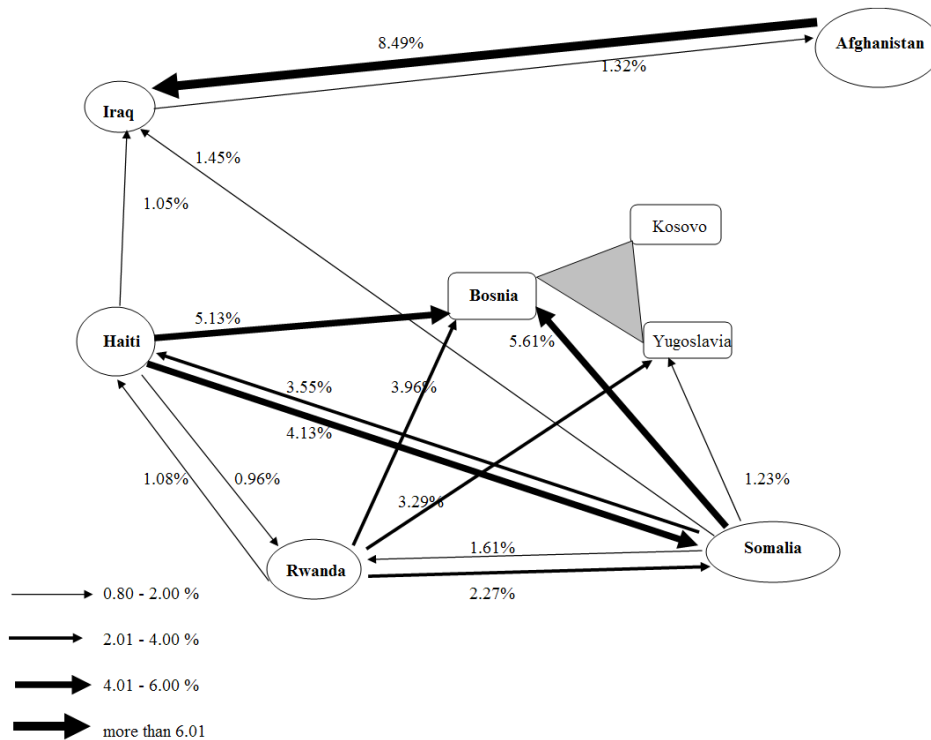 Afghanistan
8.49%
1.32%
Iraq
1.45%
1.05%
Kosovo
Bosnia
5.13%
Haiti
5.61%
Yugoslavia
3.55%
3.96%
4.13%
1.08%
0.96%
3.29%
1.23%
1.61%
Somalia
Rwanda
2.27%
0.80 - 2.00 %
2.01 - 4.00 %
4.01 - 6.00 %
more than 6.01